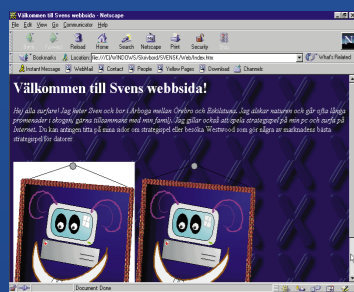 Välkommen till Svens webbsida - Netscape
File Edit View Go Communicator Help
Back Forward Reload Home Search Netscape Print Security Stop
Bookmarks Location: file:///C|/WINDOWS/Skrivbord/SVENSK/Web/Index.htm What's Related
Instant Message WebMail Contact People Yellow Pages Download Channels
Välkommen till Svens webbsida!
Hej alla surfare! Jag heter Sven och bor i Arboga mellan Örebro och Eskilstuna. Jag älskar naturen och går ofta långa
promenader i skogen, gärna tillsammans med min familj. Jag gillar också att spela strategispel på min pc och surfa på
Internet. Du kan antingen titta på mina sidor om strategispel eller besöka Westwood som gör några av marknadens bästa
strategispel för datorer.
Document: Done